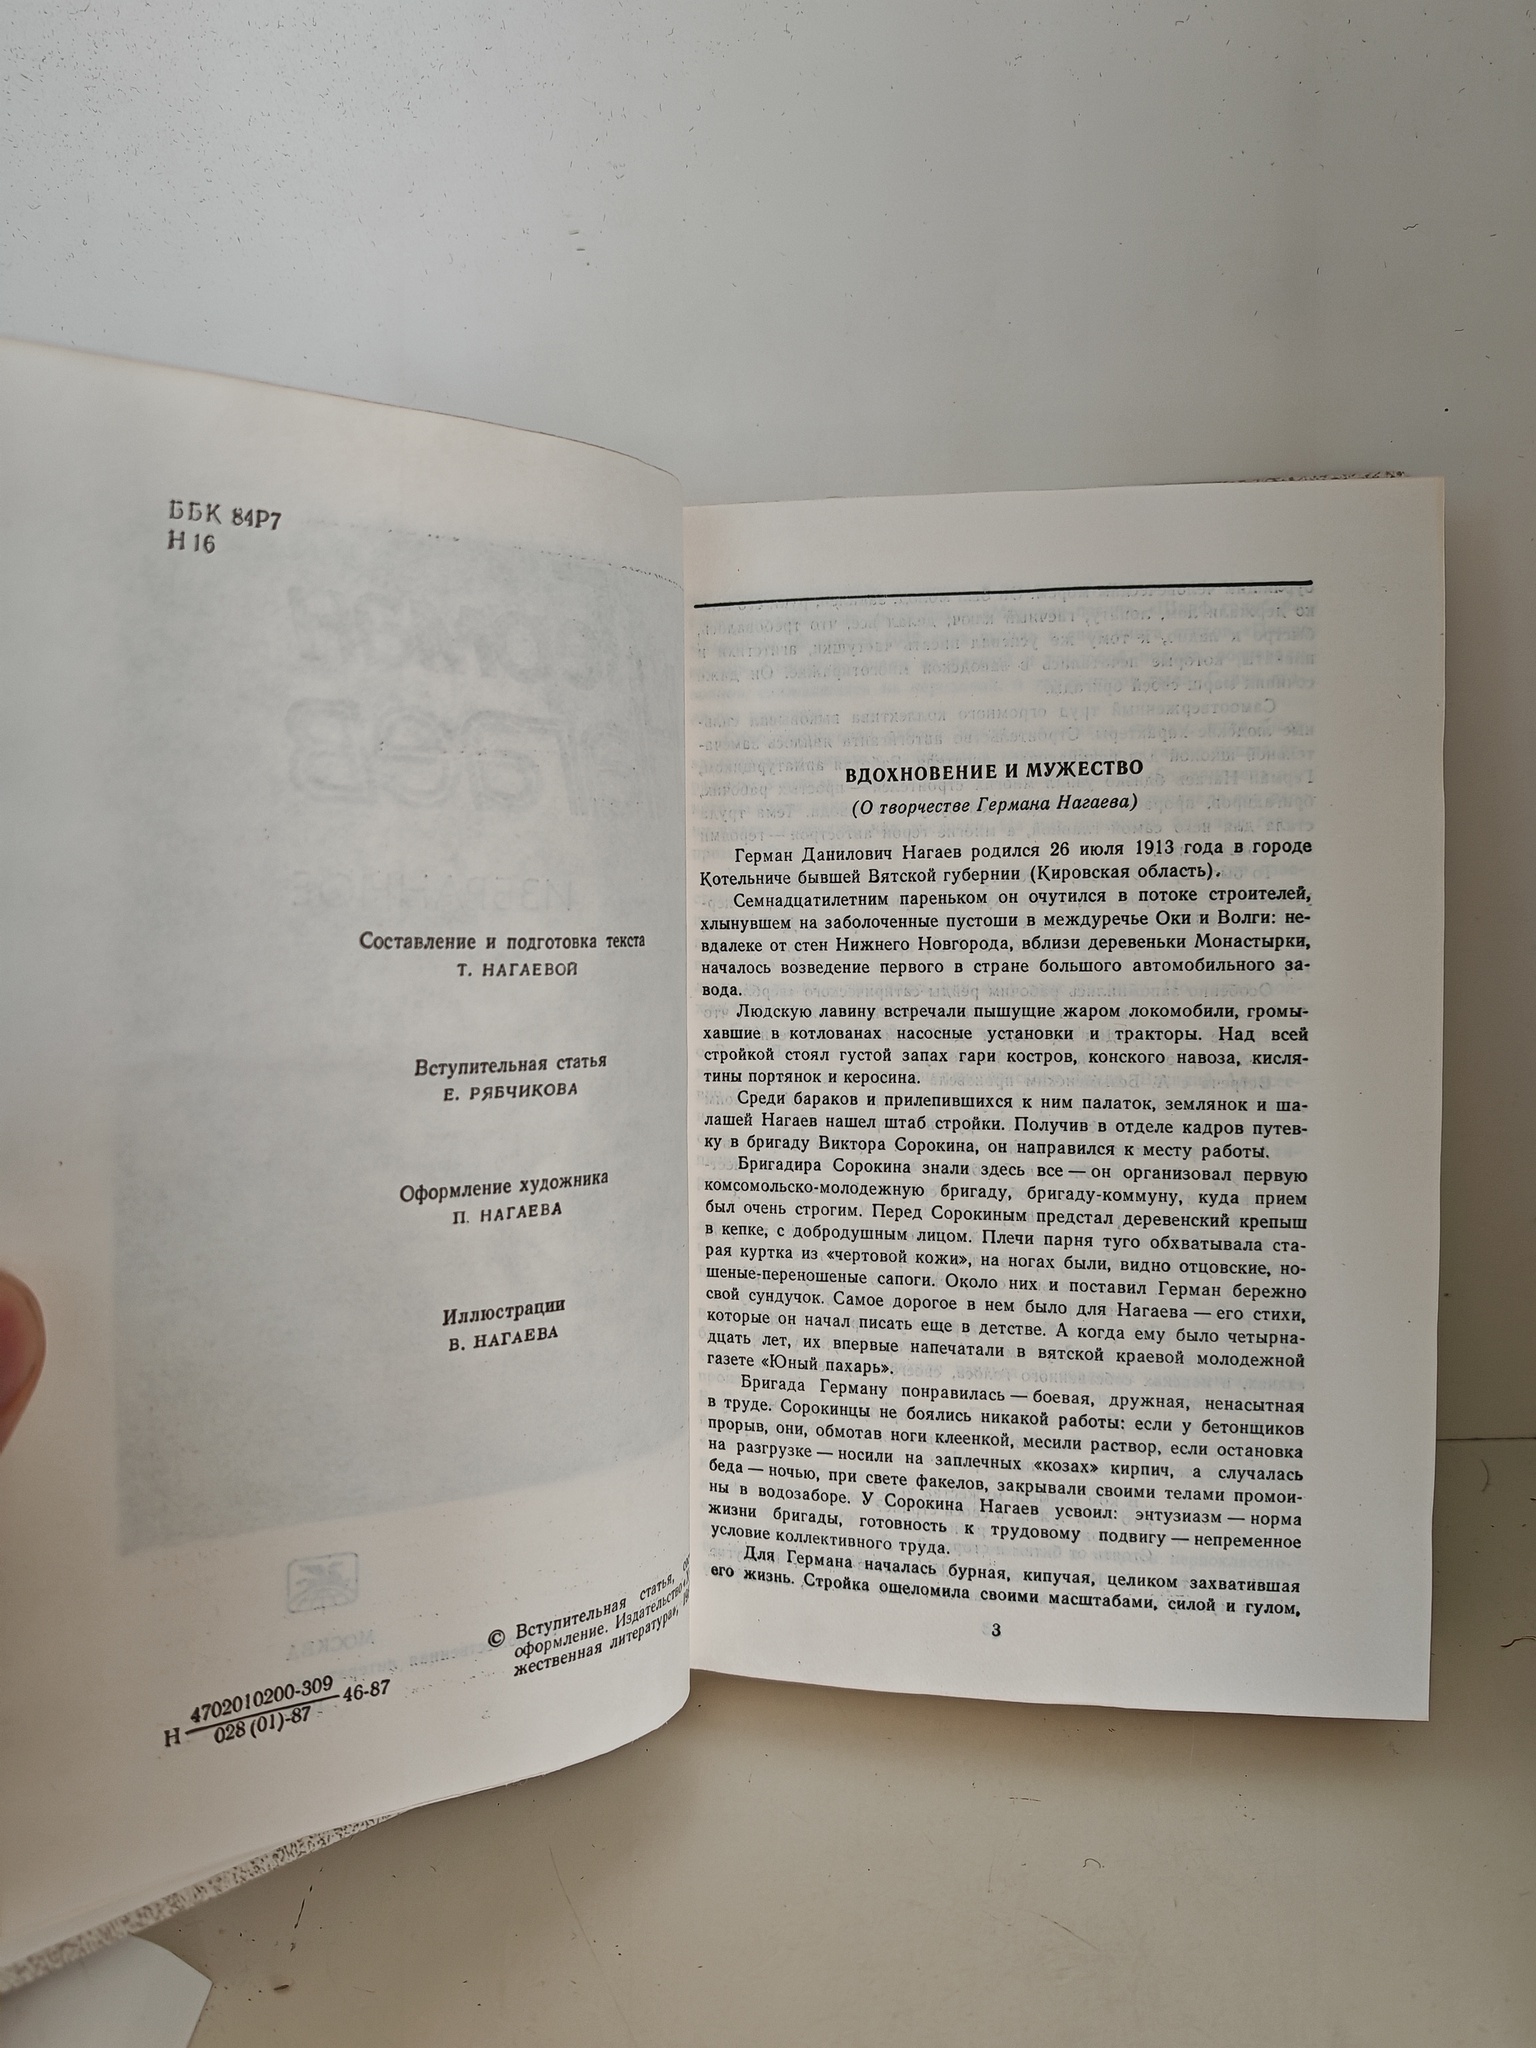 ББК 84Р7
Н 16
Составление и подготовка текста
Т. НАГАЕВОЙ
Вступительная статья
Е. РЯБЧИКОВА
Оформление художника
П. НАГАЕВА
Иллюстрации
В. НАГАЕВА
© Вступительная статья,
оформление. Издательство
жественная литература»,
4702010200-309
Н 46-87
028 (01)-87
ВДОХНОВЕНИЕ И МУЖЕСТВО
(О творчестве Германа Нагаева)
Герман Данилович Нагаев родился 26 июля 1913 года в городе
Котельниче бывшей Вятской губернии (Кировская область).
Семнадцатилетним пареньком он очутился в потоке строителей,
хлынувшем на заболоченные пустоши в междуречье Оки и Волги: не-
вдалеке от стен Нижнего Новгорода, вблизи деревеньки Монастырки,
началось возведение первого в стране большого автомобильного за-
вода.
Людскую лавину встречали пышущие жаром локомобили, громы-
хавшие в котлованах насосные установки и тракторы. Над всей
стройкой стоял густой запах гари костров, конского навоза, кисля-
тины портянок и керосина.
Среди бараков и прилепившихся к ним палаток, землянок и ша-
лашей Нагаев нашел штаб стройки. Получив в отделе кадров путев-
ку в бригаду Виктора Сорокина, он направился к месту работы.
Бригадира Сорокина знали здесь все — он организовал первую
комсомольско-молодежную бригаду, бригаду-коммуну, куда прием
был очень строгим. Перед Сорокиным предстал деревенский крепыш
в кепке, с добродушным лицом. Плечи парня туго обхватывала ста-
рая куртка из «чертовой кожи», на ногах были, видно отцовские, но-
шеные-переношеные сапоги. Около них и поставил Герман бережно
свой сундучок. Самое дорогое в нем было для Нагаева — его стихи,
которые он начал писать еще в детстве. А когда ему было четырна-
дцать лет, их впервые напечатали в вятской краевой молодежной
газете «Юный пахарь».
Бригада Герману понравилась — боевая, дружная, ненасытная
в труде. Сорокинцы не боялись никакой работы: если у бетонщиков
прорыв, они, обмотав ноги клеенкой, месили раствор, если остановка
на разгрузке — носили на заплечных «козах» кирпич, а случалась
беда — ночью, при свете факелов, закрывали своими телами промои-
ны в водозаборе. У Сорокина Нагаев усвоил: энтузиазм — норма
жизни бригады, готовность к трудовому подвигу — непременное
условие коллективного труда.
Для Германа началась бурная, кипучая, целиком захватившая
его жизнь. Стройка ошеломила своими масштабами, силой и гулом,
3